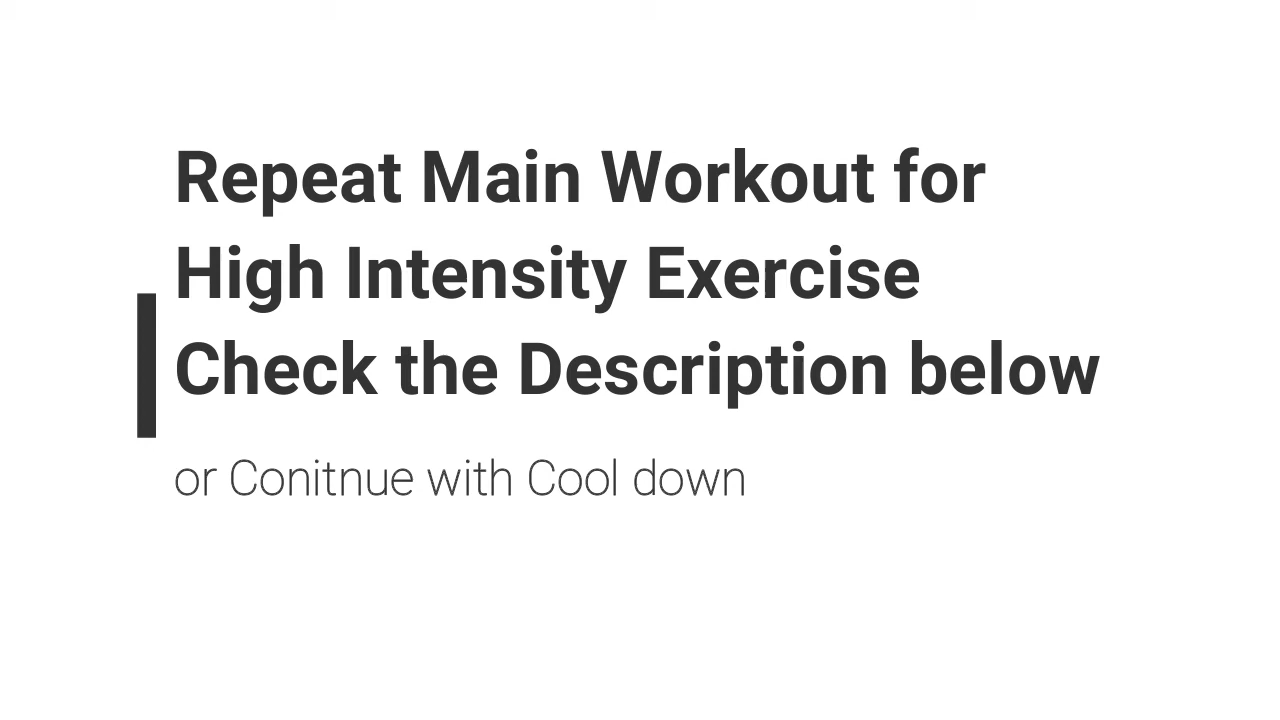 Repeat Main Workout for
High Intensity Exercise
Check the Description below
or Conitnue with Cool down